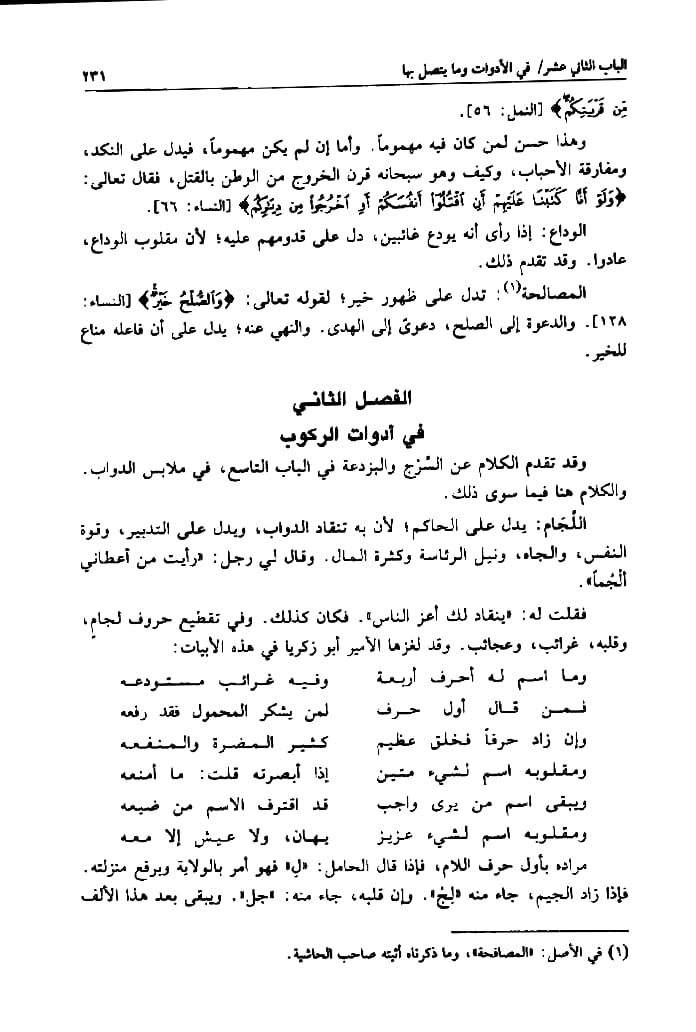 الباب الثاني عشر/ في الأدوات وما يتصل بها ٢٣١
مِّن قَرْيَتِكُمْ﴾ [النمل: ٥٦].
وهذا حسن لمن كان فيه مهموماً. وأما إن لم يكن مهموماً، فيدل على النكد،
ومفارقة الأحباب، وكيف وهو سبحانه قرن الخروج من الوطن بالقتل، فقال تعالى:
﴿وَلَوْ أَنَّا كَتَبْنَا عَلَيْهِمْ أَنِ اقْتُلُوٓا أَنفُسَكُمْ أَوِ اخْرُجُوا مِن دِيَارِكُم﴾ [النساء: ٦٦].
الوداع: إذا رأى أنه يودع غائبين، دل على قدومهم عليه؛ لأن مقلوب الوداع،
عادوا. وقد تقدم ذلك.
المصالحة(١): تدل على ظهور خير؛ لقوله تعالى: ﴿وَالصُّلْحُ خَيْرٌ﴾ [النساء:
١٢٨]. والدعوة إلى الصلح، دعوىً إلى الهدى. والنهي عنه؛ يدل على أن فاعله مناع
للخير.
الفصل الثاني
في أدوات الركوب
وقد تقدم الكلام عن السَّرْج والبزدعة في الباب التاسع، في ملابس الدواب.
والكلام هنا فيما سوى ذلك.
اللِّجَام: يدل على الحاكم؛ لأن به تنقاد الدواب، ويدل على التدبير، وقوة
النفس، والجاه، ونيل الرئاسة وكثرة المال. وقال لي رجل: «رأيت من أعطاني
ألْجُماً».
فقلت له: «ينقاد لك أعز الناس». فكان كذلك. وفي تقطيع حروف لجامٍ،
وقلبه، غرائب، وعجائب. وقد لغزها الأمير أبو زكريا في هذه الأبيات:
وما اسم له أحرف أربعة وفيه غرائب مستودعه
فمن قال أول حرف لمن يشكر المحمول فقد رفعه
وإن زاد حرفاً فخلق عظيم كثير المضرة والمنفعه
ومقلوبه اسم لشيء متين إذا أبصرته قلت: ما أمنعه
ويبقى اسم من يرى واجب قد اقترف الاسم من ضيعه
ومقلوبه اسم لشيء عزيز يهان، ولا عيش إلا معه
مراده بأول حرف اللام، فإذا قال الحامل: «لِ» فهو أمر بالولاية ويرفع منزلته.
فإذا زاد الجيم، جاء منه «لِجُ». وإن قلبه، جاء منه: «جل». ويبقى بعد هذا الألف
(١) في الأصل: «المصافحة»، وما ذكرناه أثبته صاحب الحاشية.